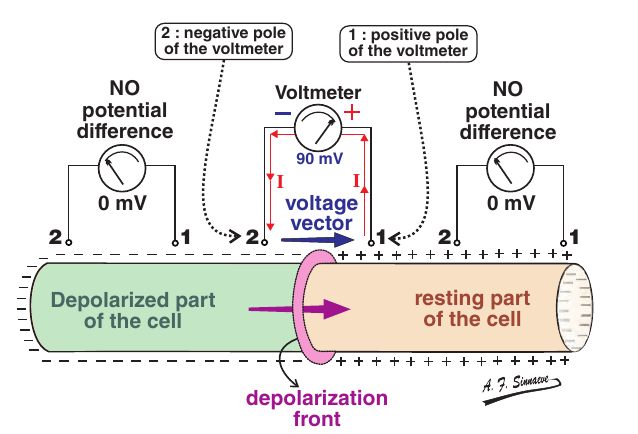 2 : negative pole
of the voltmeter
1 : positive pole
of the voltmeter
NO
potential
difference
0 mV
2
1
Voltmeter
– +
90 mV
I
I
voltage
vector
2
1
NO
potential
difference
0 mV
2
1
Depolarized part
of the cell
resting part
of the cell
depolarization
front
A. F. Sinnaeve